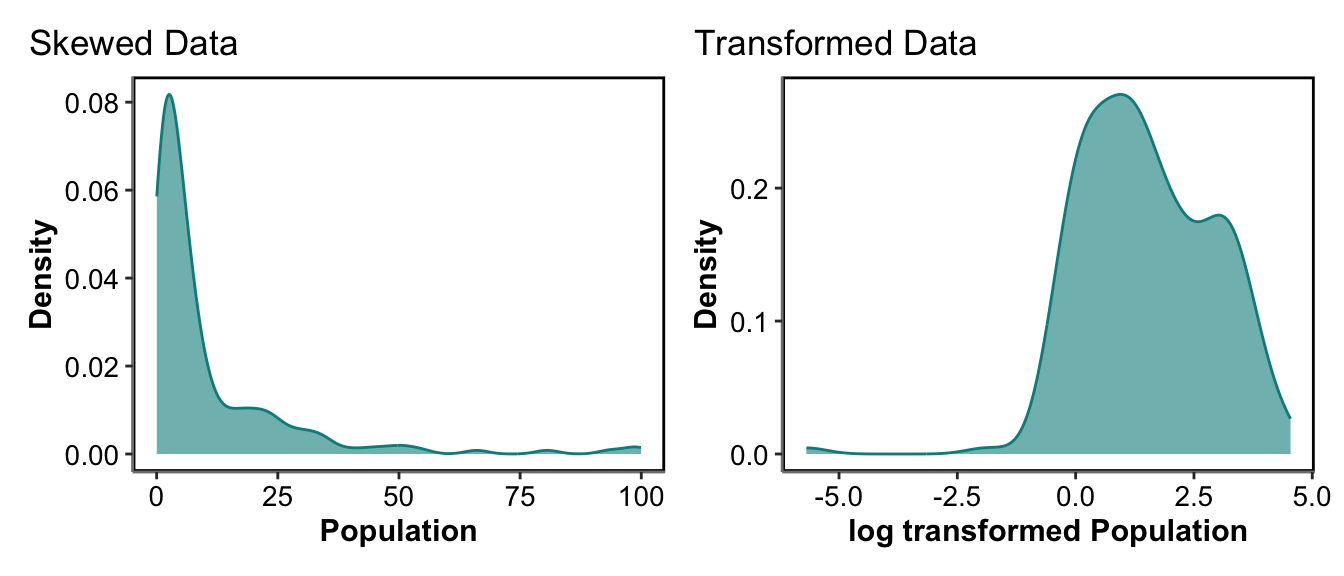 Skewed Data
Transformed Data
0.08
0.06
0.04
0.02
0.00
Density
0 25 50 75 100
Population
0.2
0.1
0.0
Density
-5.0 -2.5 0.0 2.5 5.0
log transformed Population